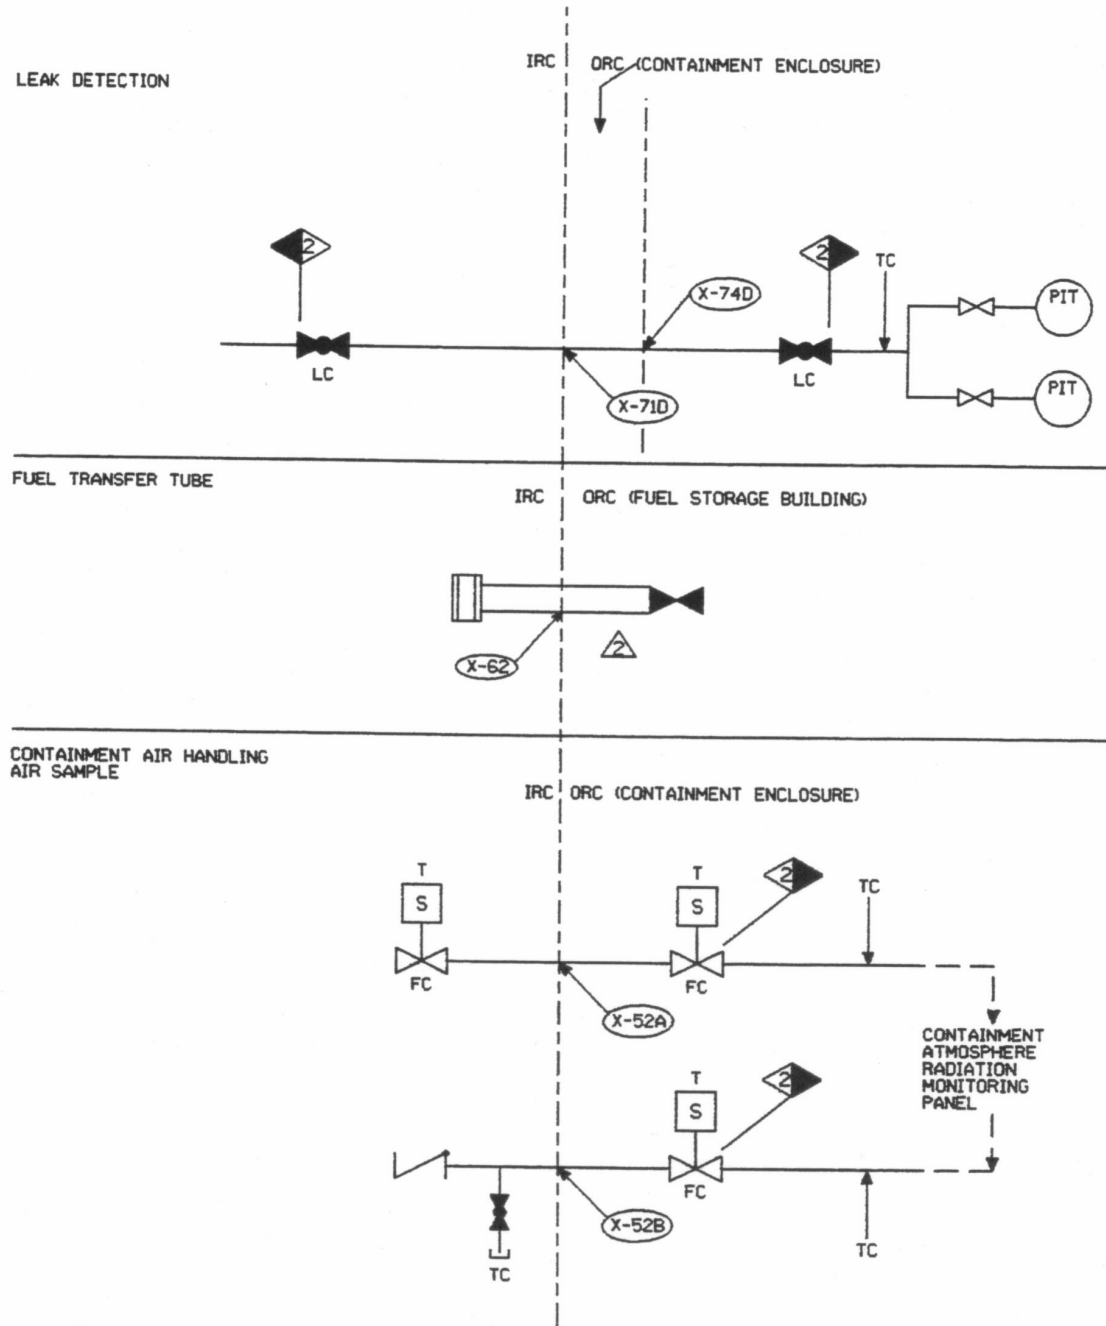 IRC ORC (CONTAINMENT ENCLOSURE)
LEAK DETECTION
2 2
TC
X-74D PIT
LC LC
X-71D PIT
FUEL TRANSFER TUBE
IRC ORC (FUEL STORAGE BUILDING)
X-62 2
CONTAINMENT AIR HANDLING
AIR SAMPLE
IRC ORC (CONTAINMENT ENCLOSURE)
T T 2 TC
S S
FC FC
X-52A
CONTAINMENT
ATMOSPHERE
RADIATION
MONITORING
PANEL
T 2
S
FC
X-52B
TC TC